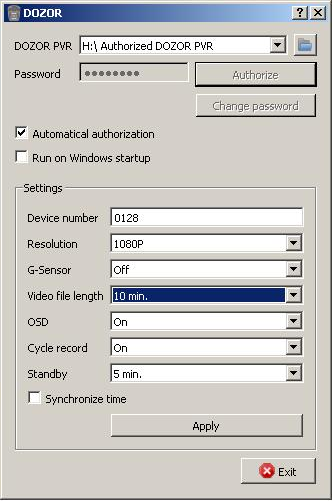 DOZOR
DOZOR PVR H:\ Authorized DOZOR PVR
Password ●●●●●●●● Authorize
Change password
Automatical authorization
Run on Windows startup
Settings
Device number 0128
Resolution 1080P
G-Sensor Off
Video file length 10 min.
OSD On
Cycle record On
Standby 5 min.
Synchronize time
Apply
Exit